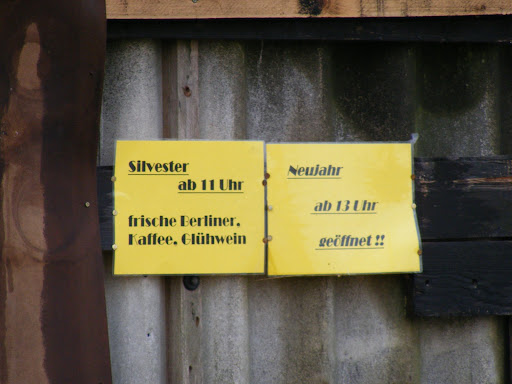 Silvester
ab 11 Uhr
frische Berliner,
Kaffee, Glühwein
Neujahr
ab 13 Uhr
geöffnet !!